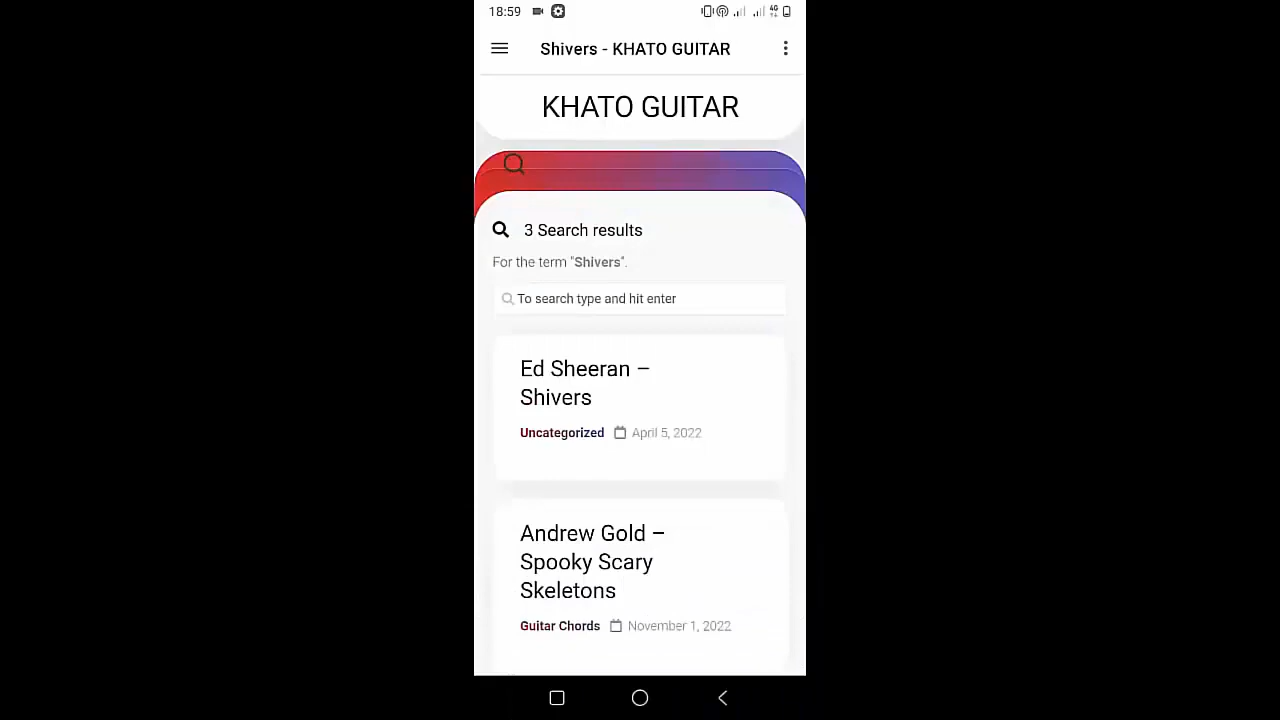 18:59
4G
Shivers - KHATO GUITAR
KHATO GUITAR
3 Search results
For the term "Shivers".
To search type and hit enter
Ed Sheeran –
Shivers
Uncategorized April 5, 2022
Andrew Gold –
Spooky Scary
Skeletons
Guitar Chords November 1, 2022